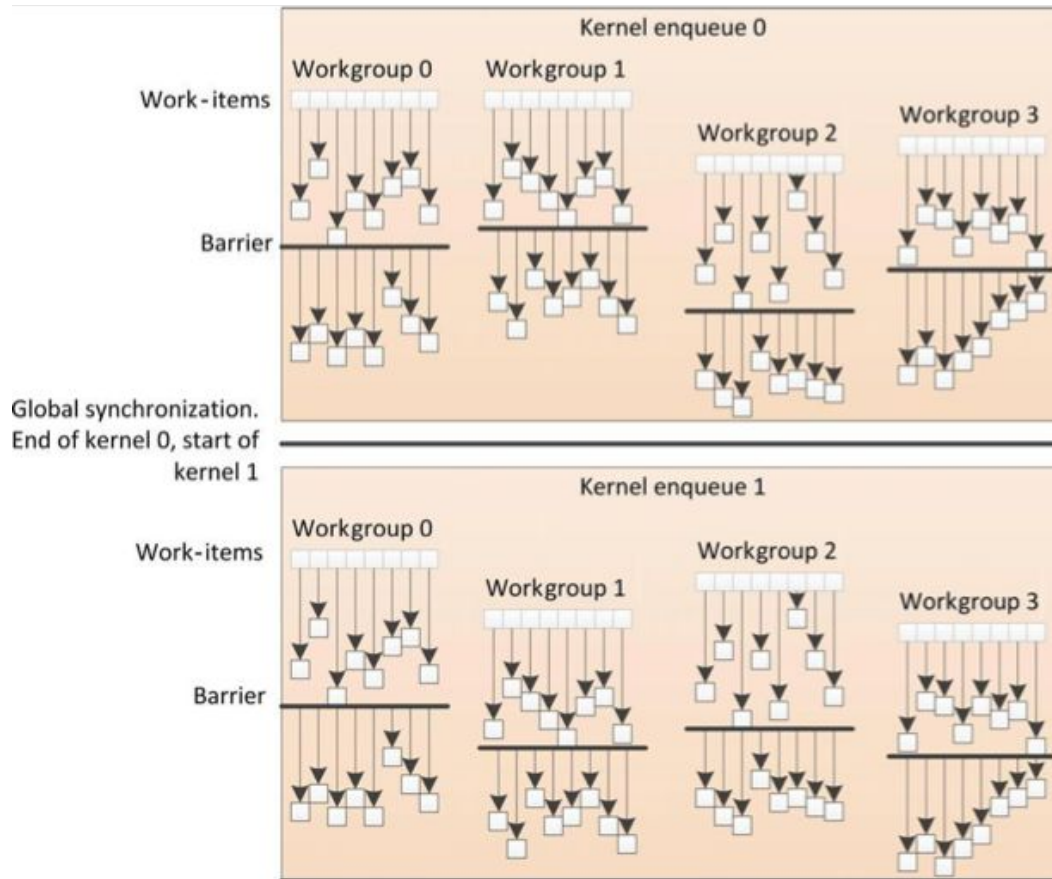 Kernel enqueue 0
Workgroup 0
Workgroup 1
Workgroup 2
Workgroup 3
Work-items
Barrier
Global synchronization.
End of kernel 0, start of
kernel 1
Kernel enqueue 1
Workgroup 0
Workgroup 1
Workgroup 2
Workgroup 3
Work-items
Barrier